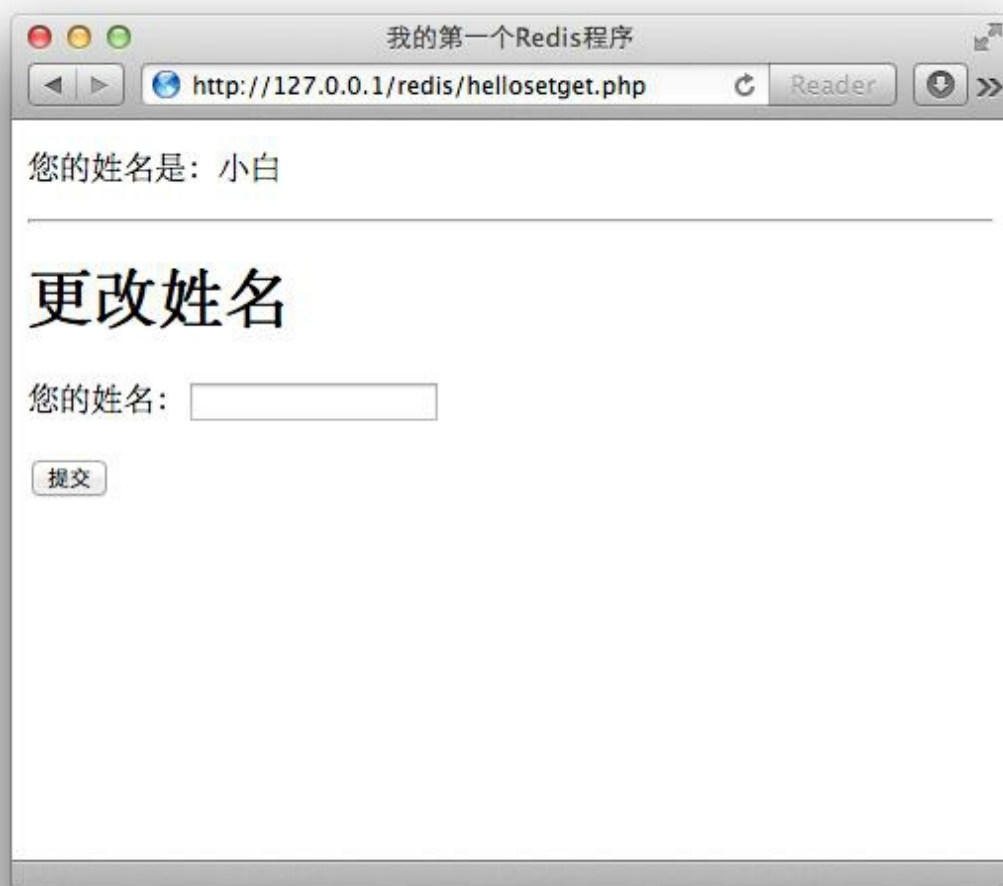 我的第一个Redis程序
http://127.0.0.1/redis/hellosetget.php
Reader
您的姓名是：小白
更改姓名
您的姓名：
提交